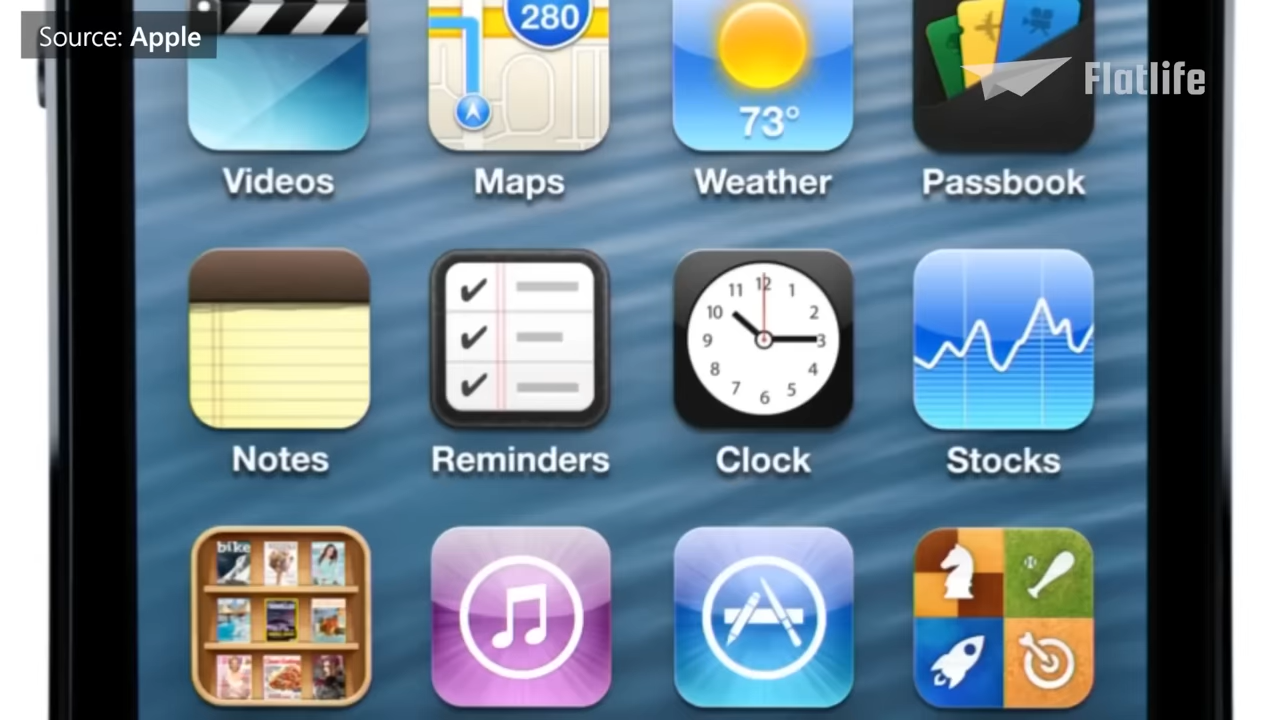 Source: Apple
280
Flatlife
73°
Videos
Maps
Weather
Passbook
11 12 1
10 2
9 3
8 4
7 6 5
Notes
Reminders
Clock
Stocks
bike